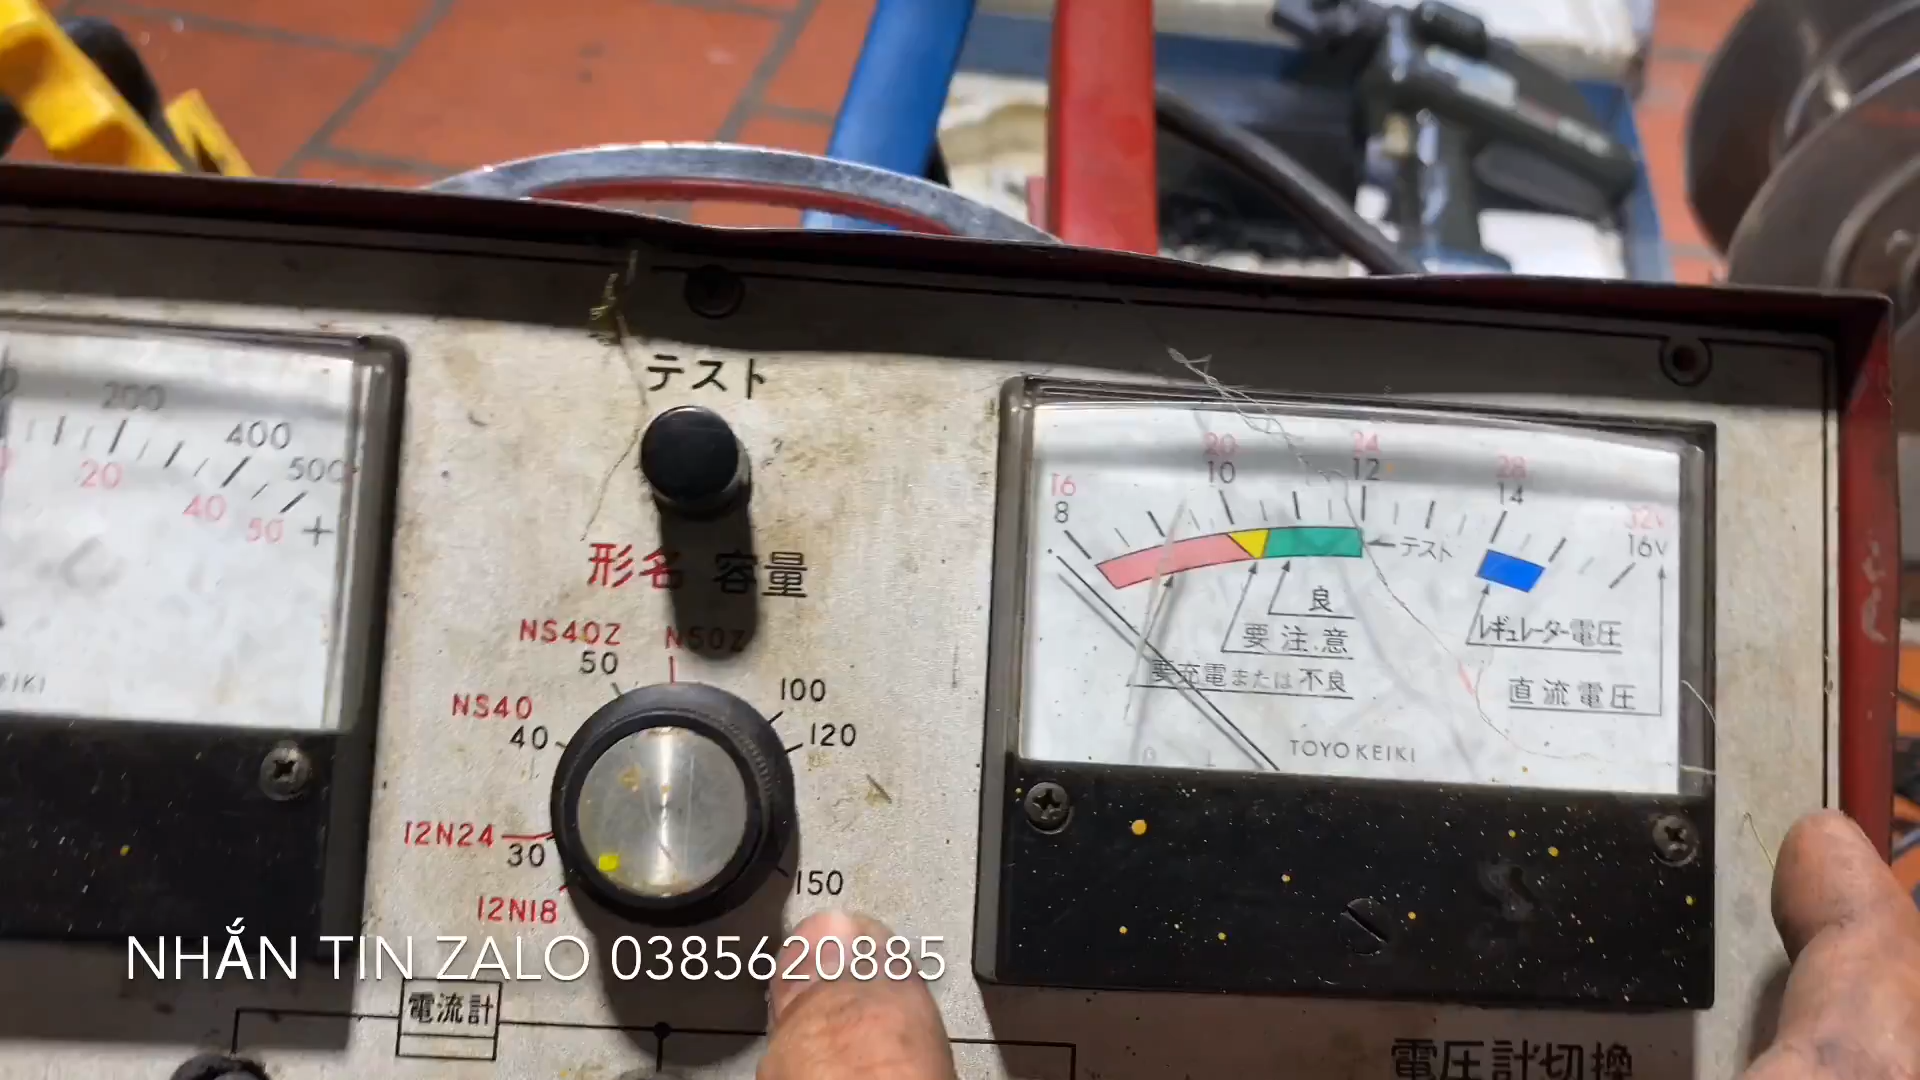 テスト
形名 容量
NS40Z N50Z
50
NS40
40
12N24
30
12N18
100
120
150
200
400
500
20
40
50 +
EIKI
20 24 28
16 10 12 14 32V
8 16V
テスト
良
要注意
要充電または不良
レギュレーター電圧
直流電圧
TOYO KEIKI
NHẮN TIN ZALO 0385620885
電流計
電圧計切換